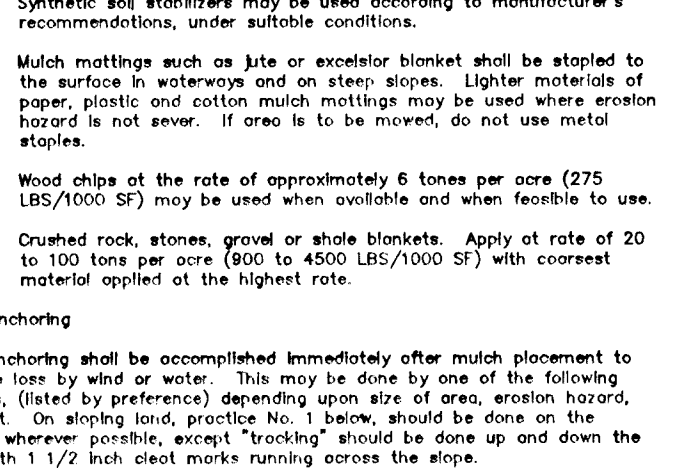 Synthetic soil stabilizers may be used according to manufacturer's
recommendations, under suitable conditions.
Mulch mattings such as jute or excelsior blanket shall be stapled to
the surface in waterways and on steep slopes. Lighter materials of
paper, plastic and cotton mulch mattings may be used where erosion
hazard is not sever. If area is to be mowed, do not use metal
staples.
Wood chips at the rate of approximately 6 tones per acre (275
LBS/1000 SF) may be used when available and when feasible to use.
Crushed rock, stones, gravel or shale blankets. Apply at rate of 20
to 100 tons per acre (900 to 4500 LBS/1000 SF) with coarsest
material applied at the highest rate.
nchoring
nchoring shall be accomplished immediately after mulch placement to
e loss by wind or water. This may be done by one of the following
s, (listed by preference) depending upon size of area, erosion hazard,
t. On sloping land, practice No. 1 below, should be done on the
wherever possible, except "tracking" should be done up and down the
th 1 1/2 inch cleat marks running across the slope.